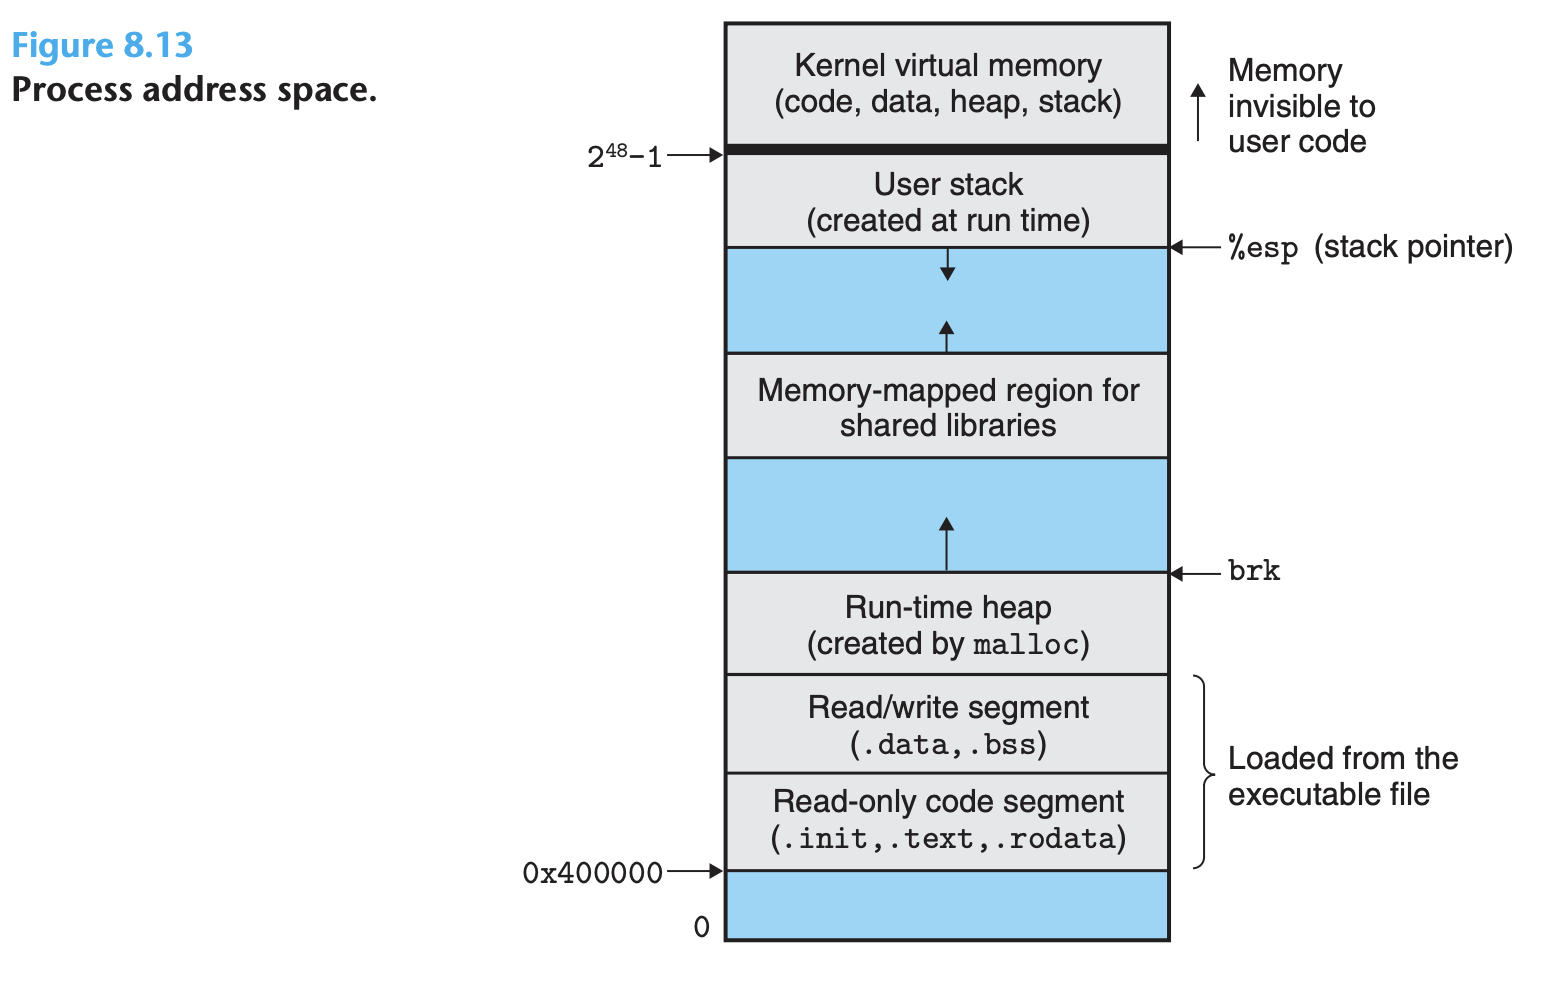 Figure 8.13
Process address space.
Kernel virtual memory
(code, data, heap, stack)
Memory
invisible to
user code
2⁴⁸−1
User stack
(created at run time)
%esp (stack pointer)
Memory-mapped region for
shared libraries
brk
Run-time heap
(created by malloc)
Read/write segment
(.data,.bss)
Loaded from the
executable file
Read-only code segment
(.init,.text,.rodata)
0x400000
0